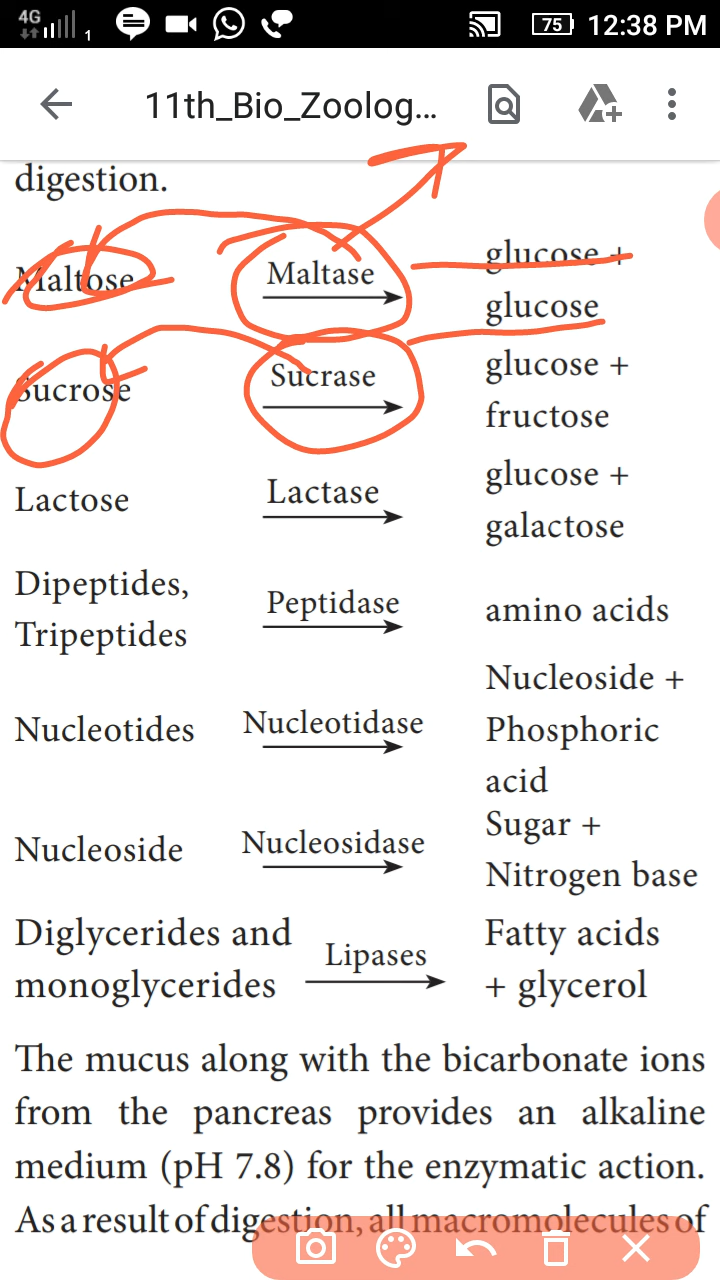 4G 1 75 12:38 PM
11th_Bio_Zoolog...
digestion.
Maltose Maltase glucose +
glucose
Sucrose Sucrase glucose +
fructose
Lactose Lactase glucose +
galactose
Dipeptides,
Tripeptides Peptidase amino acids
Nucleotides Nucleotidase Nucleoside +
Phosphoric
acid
Nucleoside Nucleosidase Sugar +
Nitrogen base
Diglycerides and
monoglycerides Lipases Fatty acids
+ glycerol
The mucus along with the bicarbonate ions
from the pancreas provides an alkaline
medium (pH 7.8) for the enzymatic action.
As a result of digestion, all macromolecules of